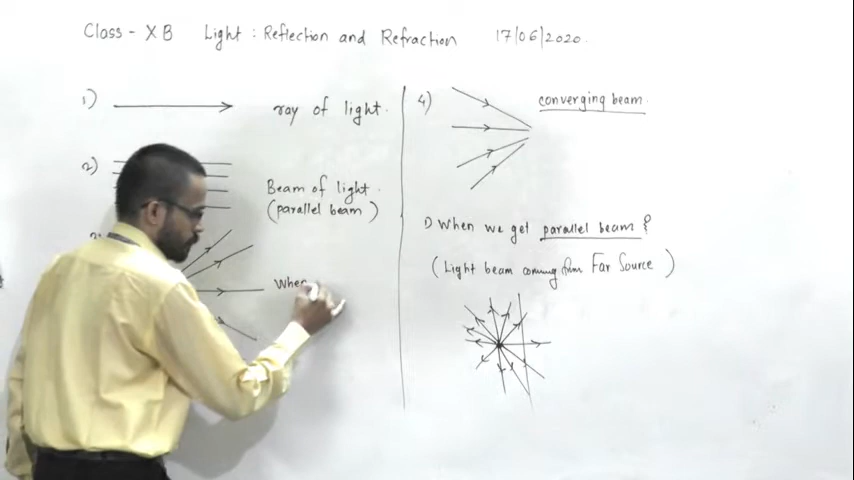 Class - X B Light : Reflection and Refraction 17/06/2020.
1) ray of light.
2) Beam of light.
(parallel beam)
When
4) converging beam.
1) When we get parallel beam ?
(Light beam coming from Far Source)